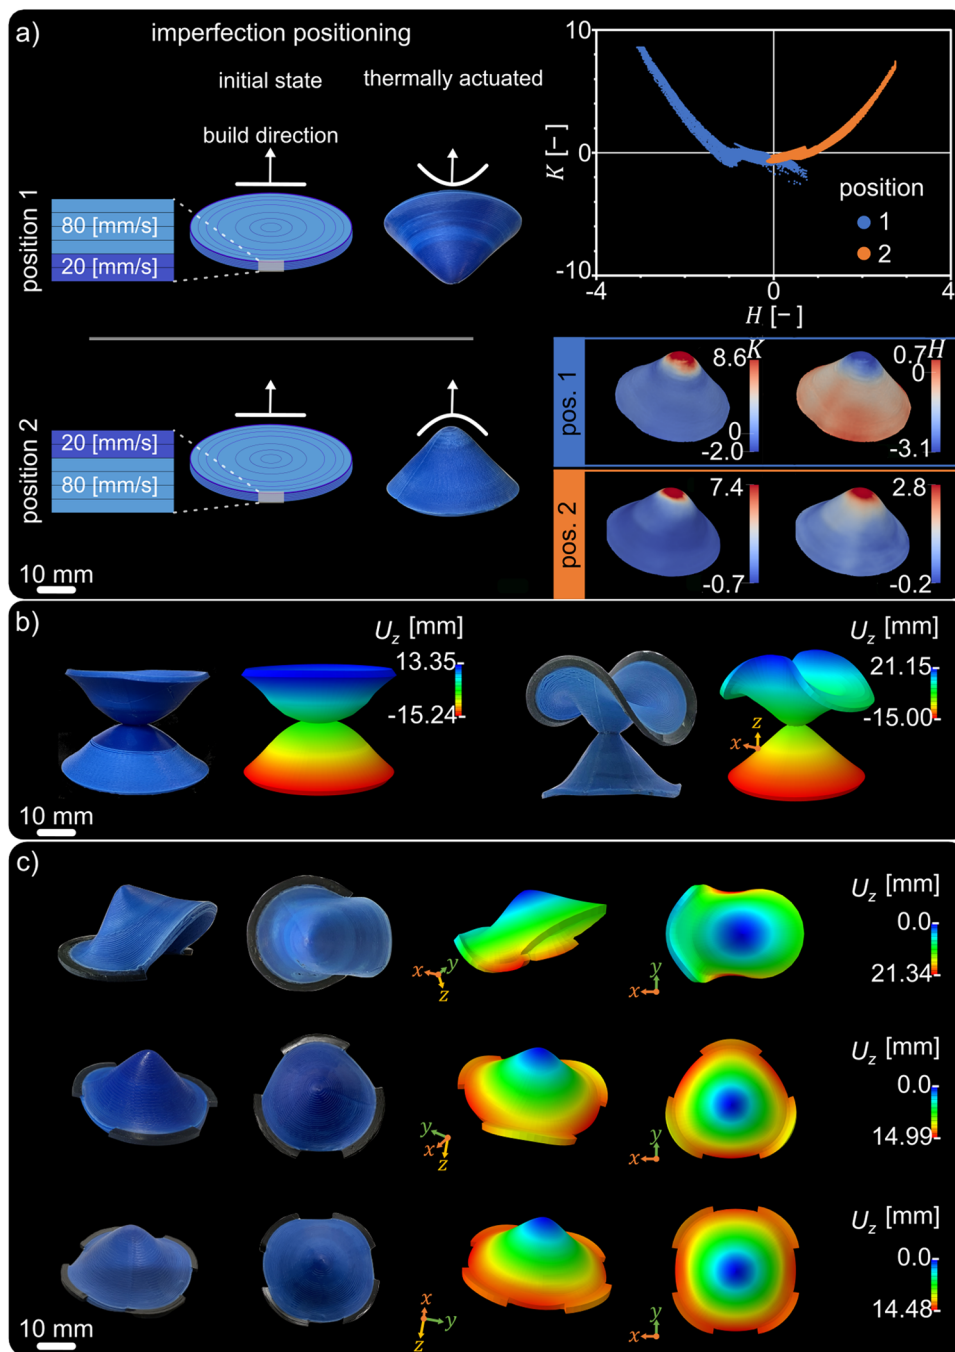 a)
imperfection positioning
initial state
thermally actuated
build direction
position 1
80 [mm/s]
20 [mm/s]
position 2
20 [mm/s]
80 [mm/s]
10 mm
10
0
-10
K [-]
-4
0
4
H [-]
position
1
2
pos. 1
8.6
K
0
-2.0
0.7
H
0
-3.1
pos. 2
7.4
-0.7
2.8
-0.2
b)
Uz [mm]
13.35
-15.24
Uz [mm]
21.15
-15.00
z
x
10 mm
c)
Uz [mm]
0.0
21.34
x
y
z
y
x
Uz [mm]
0.0
14.99
y
x
z
y
x
Uz [mm]
0.0
14.48
x
y
z
y
x
10 mm